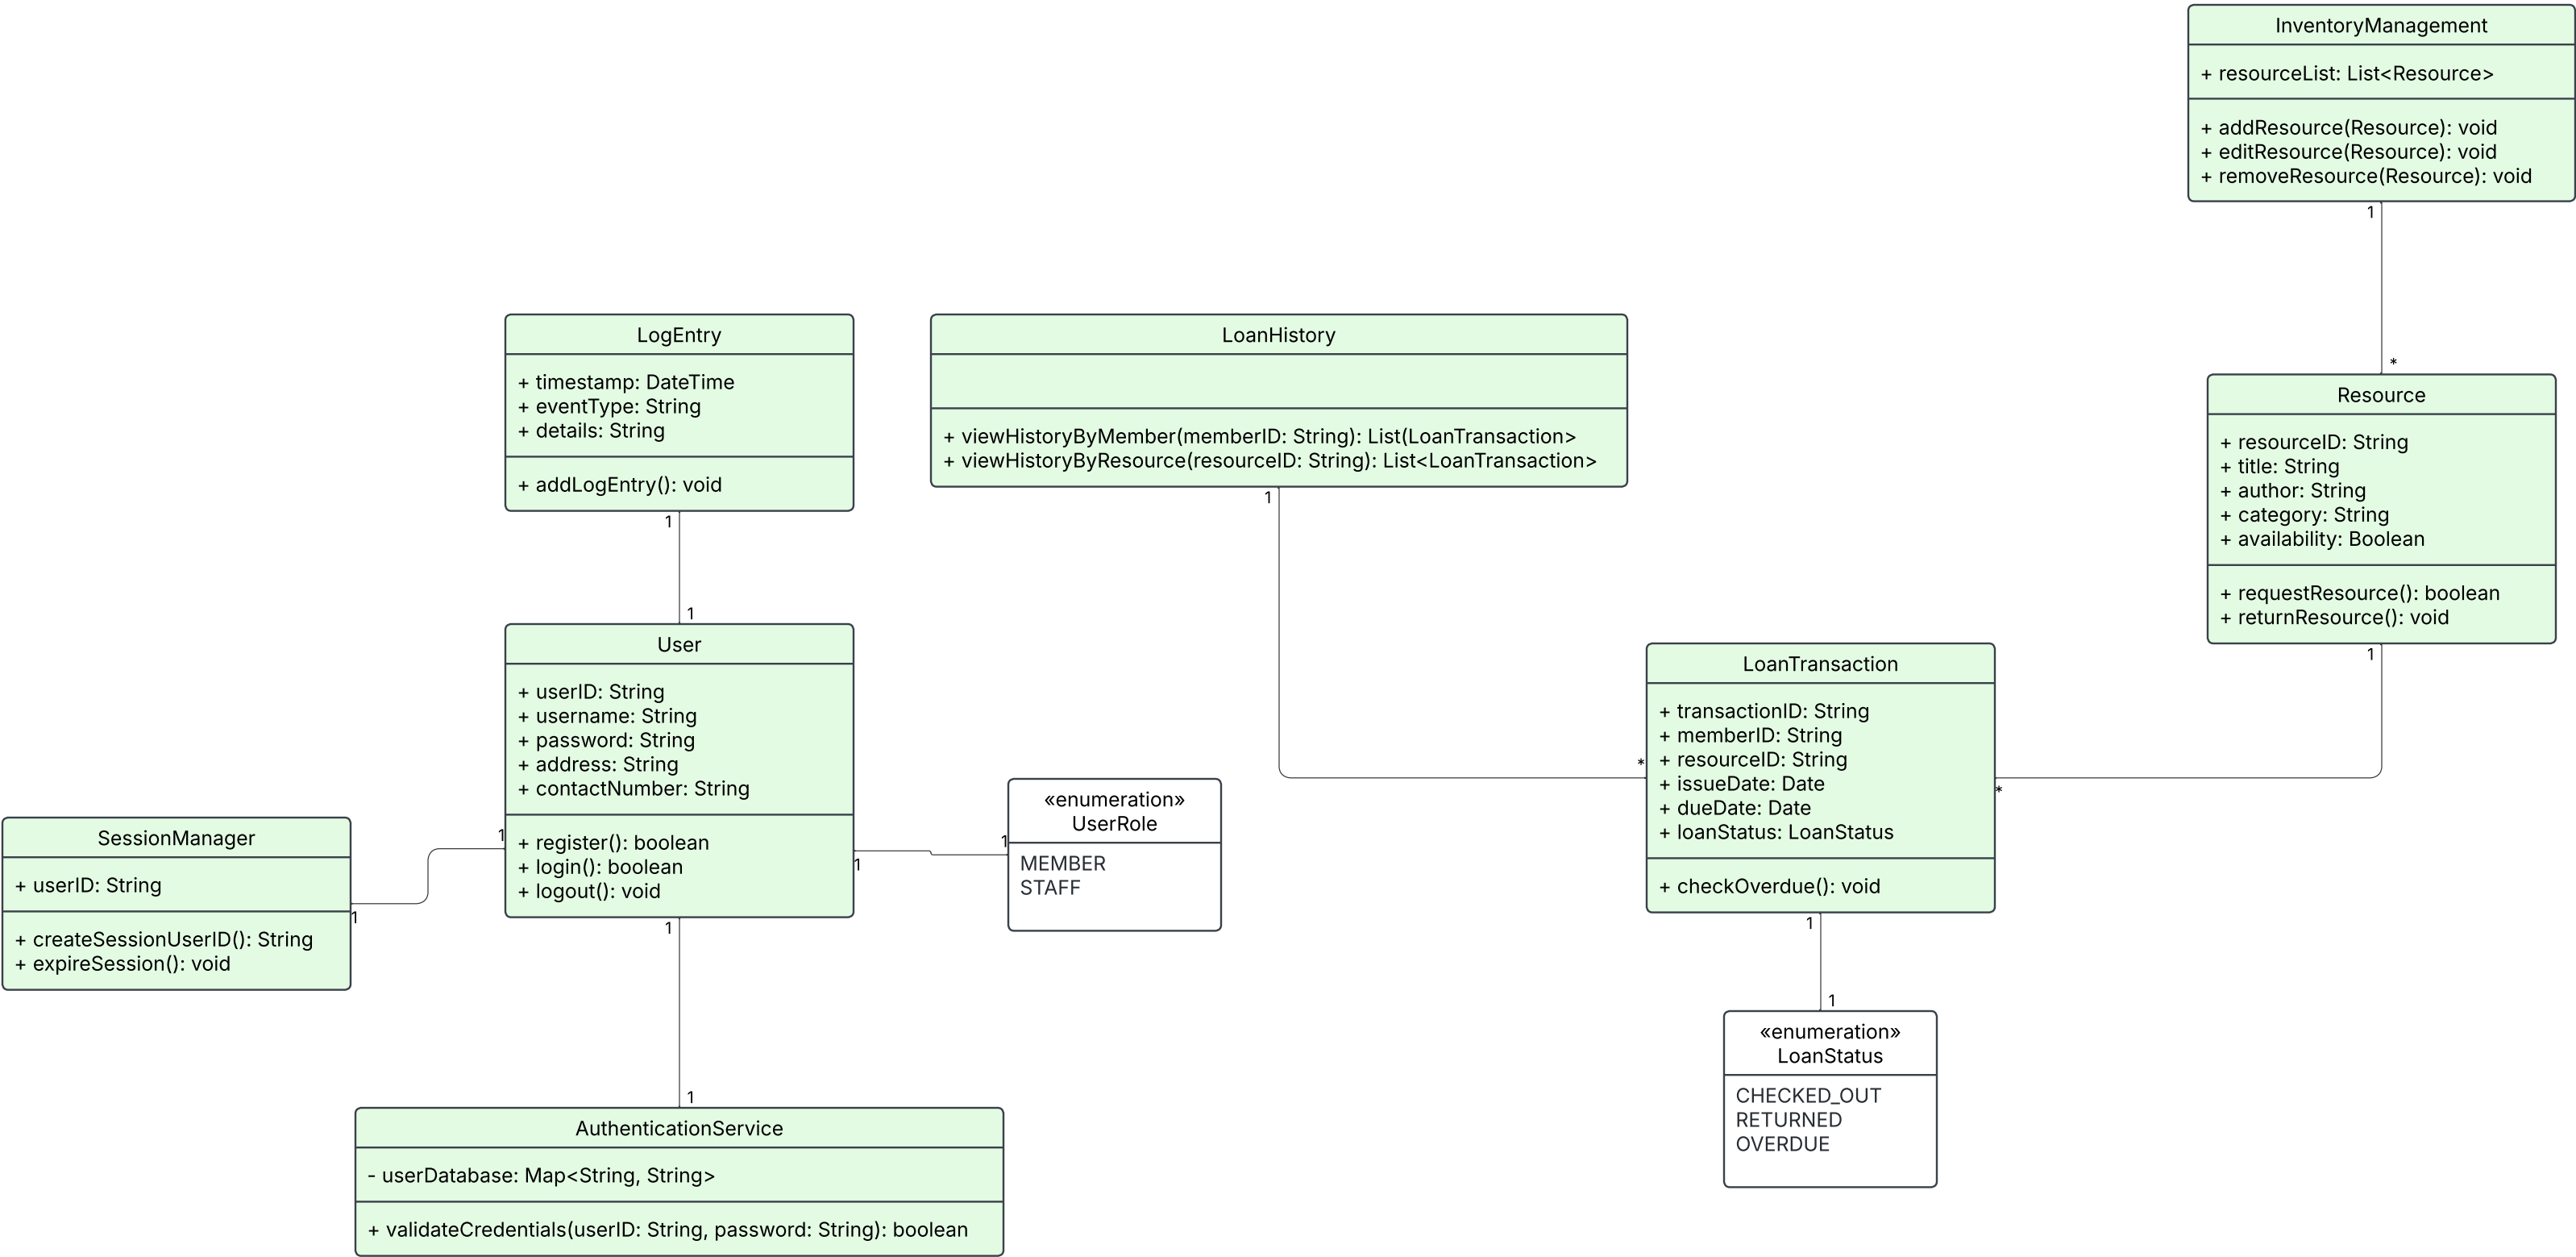 InventoryManagement
+ resourceList: List<Resource>
+ addResource(Resource): void
+ editResource(Resource): void
+ removeResource(Resource): void
1
*
LogEntry
+ timestamp: DateTime
+ eventType: String
+ details: String
+ addLogEntry(): void
1
1
LoanHistory
+ viewHistoryByMember(memberID: String): List(LoanTransaction>
+ viewHistoryByResource(resourceID: String): List<LoanTransaction>
1
*
Resource
+ resourceID: String
+ title: String
+ author: String
+ category: String
+ availability: Boolean
+ requestResource(): boolean
+ returnResource(): void
1
*
User
+ userID: String
+ username: String
+ password: String
+ address: String
+ contactNumber: String
+ register(): boolean
+ login(): boolean
+ logout(): void
1
1
1
1
«enumeration»
UserRole
MEMBER
STAFF
LoanTransaction
+ transactionID: String
+ memberID: String
+ resourceID: String
+ issueDate: Date
+ dueDate: Date
+ loanStatus: LoanStatus
+ checkOverdue(): void
1
1
SessionManager
+ userID: String
+ createSessionUserID(): String
+ expireSession(): void
1
1
«enumeration»
LoanStatus
CHECKED_OUT
RETURNED
OVERDUE
AuthenticationService
- userDatabase: Map<String, String>
+ validateCredentials(userID: String, password: String): boolean